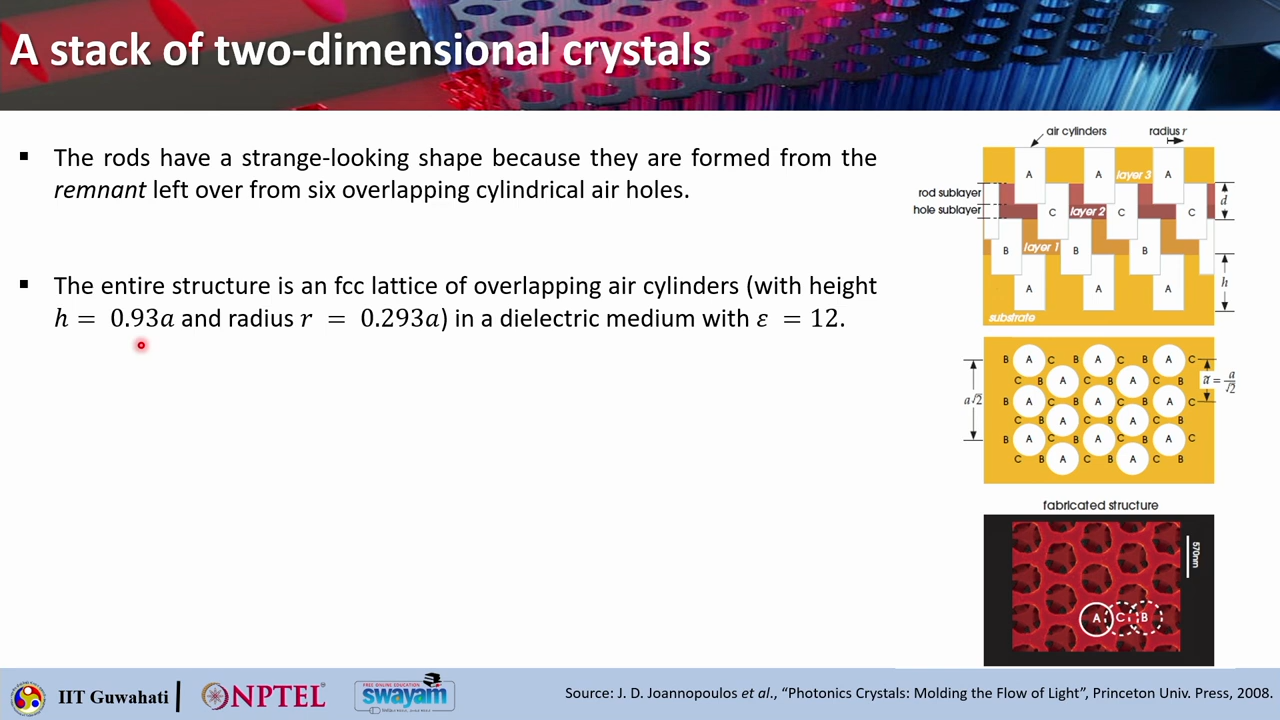 A stack of two-dimensional crystals
▪ The rods have a strange-looking shape because they are formed from the
remnant left over from six overlapping cylindrical air holes.
▪ The entire structure is an fcc lattice of overlapping air cylinders (with height
h = 0.93a and radius r = 0.293a) in a dielectric medium with ε = 12.
air cylinders radius r
A A layer 3 A
rod sublayer
hole sublayer
d
C layer 2 C C
B layer 1 B B
h
A A A
substrate
B A C B A C B A C
ã = a/√2
C B A C B A C B
a√2
B A C B A C B A C
C B A C B A C B
B A C B A C B A C
C B A C B A C B
fabricated structure
570nm
A C B
IIT Guwahati
NPTEL
FREE ONLINE EDUCATION
swayam
Source: J. D. Joannopoulos et al., “Photonics Crystals: Molding the Flow of Light”, Princeton Univ. Press, 2008.